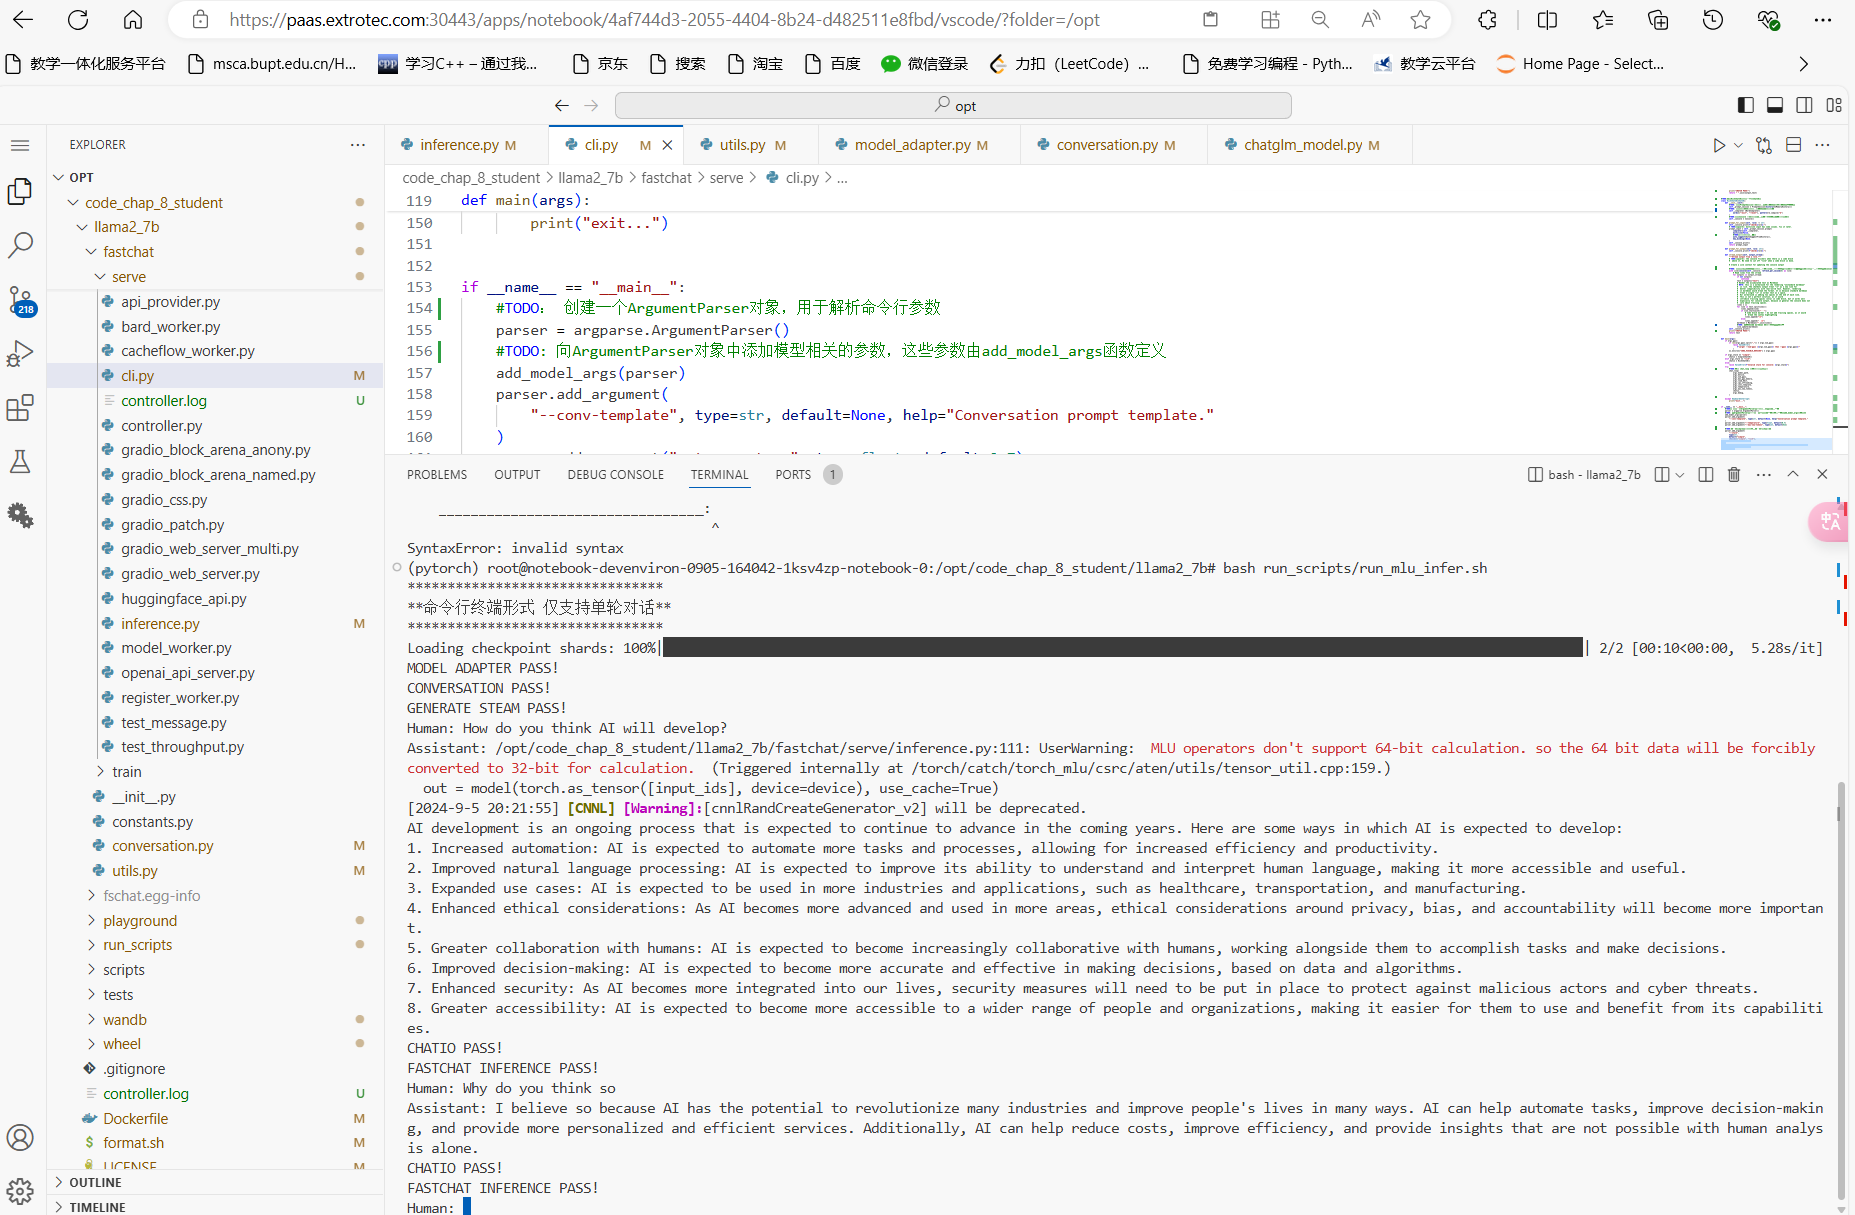 https://paas.extrotec.com:30443/apps/notebook/4af744d3-2055-4404-8b24-d482511e8fbd/vscode/?folder=/opt
教学一体化服务平台
msca.bupt.edu.cn/H...
学习C++ – 通过我...
京东
搜索
淘宝
百度
微信登录
力扣（LeetCode）...
免费学习编程 - Pyth...
教学云平台
Home Page - Select...
opt
EXPLORER
OPT
code_chap_8_student
llama2_7b
fastchat
serve
api_provider.py
bard_worker.py
cacheflow_worker.py
cli.py M
controller.log U
controller.py
gradio_block_arena_anony.py
gradio_block_arena_named.py
gradio_css.py
gradio_patch.py
gradio_web_server_multi.py
gradio_web_server.py
huggingface_api.py
inference.py M
model_worker.py
openai_api_server.py
register_worker.py
test_message.py
test_throughput.py
train
__init__.py
constants.py
conversation.py M
utils.py M
fschat.egg-info
playground
run_scripts
scripts
tests
wandb
wheel
.gitignore
controller.log U
Dockerfile M
format.sh M
LICENSE M
OUTLINE
TIMELINE
218
inference.py M
cli.py M
utils.py M
model_adapter.py M
conversation.py M
chatglm_model.py M
code_chap_8_student > llama2_7b > fastchat > serve > cli.py > ...
119 def main(args):
150 print("exit...")
151
152
153 if __name__ == "__main__":
154 #TODO： 创建一个ArgumentParser对象，用于解析命令行参数
155 parser = argparse.ArgumentParser()
156 #TODO: 向ArgumentParser对象中添加模型相关的参数，这些参数由add_model_args函数定义
157 add_model_args(parser)
158 parser.add_argument(
159 "--conv-template", type=str, default=None, help="Conversation prompt template."
160 )
PROBLEMS OUTPUT DEBUG CONSOLE TERMINAL PORTS 1
bash - llama2_7b
_________________________________:
^
SyntaxError: invalid syntax
(pytorch) root@notebook-devenviron-0905-164042-1ksv4zp-notebook-0:/opt/code_chap_8_student/llama2_7b# bash run_scripts/run_mlu_infer.sh
********************************
**命令行终端形式 仅支持单轮对话**
********************************
Loading checkpoint shards: 100%| | 2/2 [00:10<00:00, 5.28s/it]
MODEL ADAPTER PASS!
CONVERSATION PASS!
GENERATE STEAM PASS!
Human: How do you think AI will develop?
Assistant: /opt/code_chap_8_student/llama2_7b/fastchat/serve/inference.py:111: UserWarning: MLU operators don't support 64-bit calculation. so the 64 bit data will be forcibly
converted to 32-bit for calculation. (Triggered internally at /torch/catch/torch_mlu/csrc/aten/utils/tensor_util.cpp:159.)
out = model(torch.as_tensor([input_ids], device=device), use_cache=True)
[2024-9-5 20:21:55] [CNNL] [Warning]:[cnnlRandCreateGenerator_v2] will be deprecated.
AI development is an ongoing process that is expected to continue to advance in the coming years. Here are some ways in which AI is expected to develop:
1. Increased automation: AI is expected to automate more tasks and processes, allowing for increased efficiency and productivity.
2. Improved natural language processing: AI is expected to improve its ability to understand and interpret human language, making it more accessible and useful.
3. Expanded use cases: AI is expected to be used in more industries and applications, such as healthcare, transportation, and manufacturing.
4. Enhanced ethical considerations: As AI becomes more advanced and used in more areas, ethical considerations around privacy, bias, and accountability will become more importan
t.
5. Greater collaboration with humans: AI is expected to become increasingly collaborative with humans, working alongside them to accomplish tasks and make decisions.
6. Improved decision-making: AI is expected to become more accurate and effective in making decisions, based on data and algorithms.
7. Enhanced security: As AI becomes more integrated into our lives, security measures will need to be put in place to protect against malicious actors and cyber threats.
8. Greater accessibility: AI is expected to become more accessible to a wider range of people and organizations, making it easier for them to use and benefit from its capabiliti
es.
CHATIO PASS!
FASTCHAT INFERENCE PASS!
Human: Why do you think so
Assistant: I believe so because AI has the potential to revolutionize many industries and improve people's lives in many ways. AI can help automate tasks, improve decision-makin
g, and provide more personalized and efficient services. Additionally, AI can help reduce costs, improve efficiency, and provide insights that are not possible with human analys
is alone.
CHATIO PASS!
FASTCHAT INFERENCE PASS!
Human: